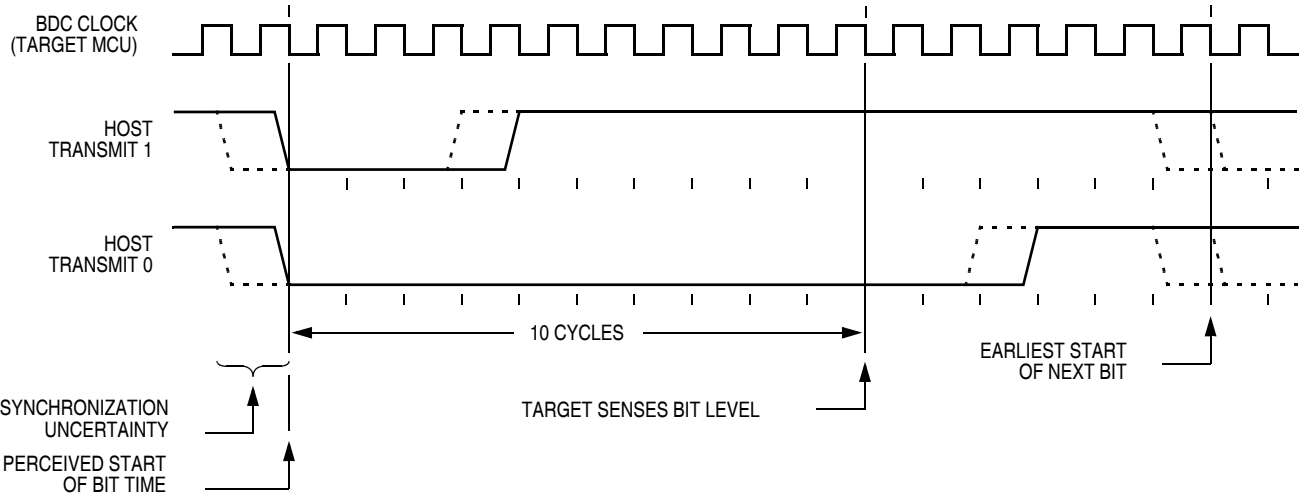 BDC CLOCK
(TARGET MCU)
HOST
TRANSMIT 1
HOST
TRANSMIT 0
10 CYCLES
EARLIEST START
OF NEXT BIT
SYNCHRONIZATION
UNCERTAINTY
TARGET SENSES BIT LEVEL
PERCEIVED START
OF BIT TIME